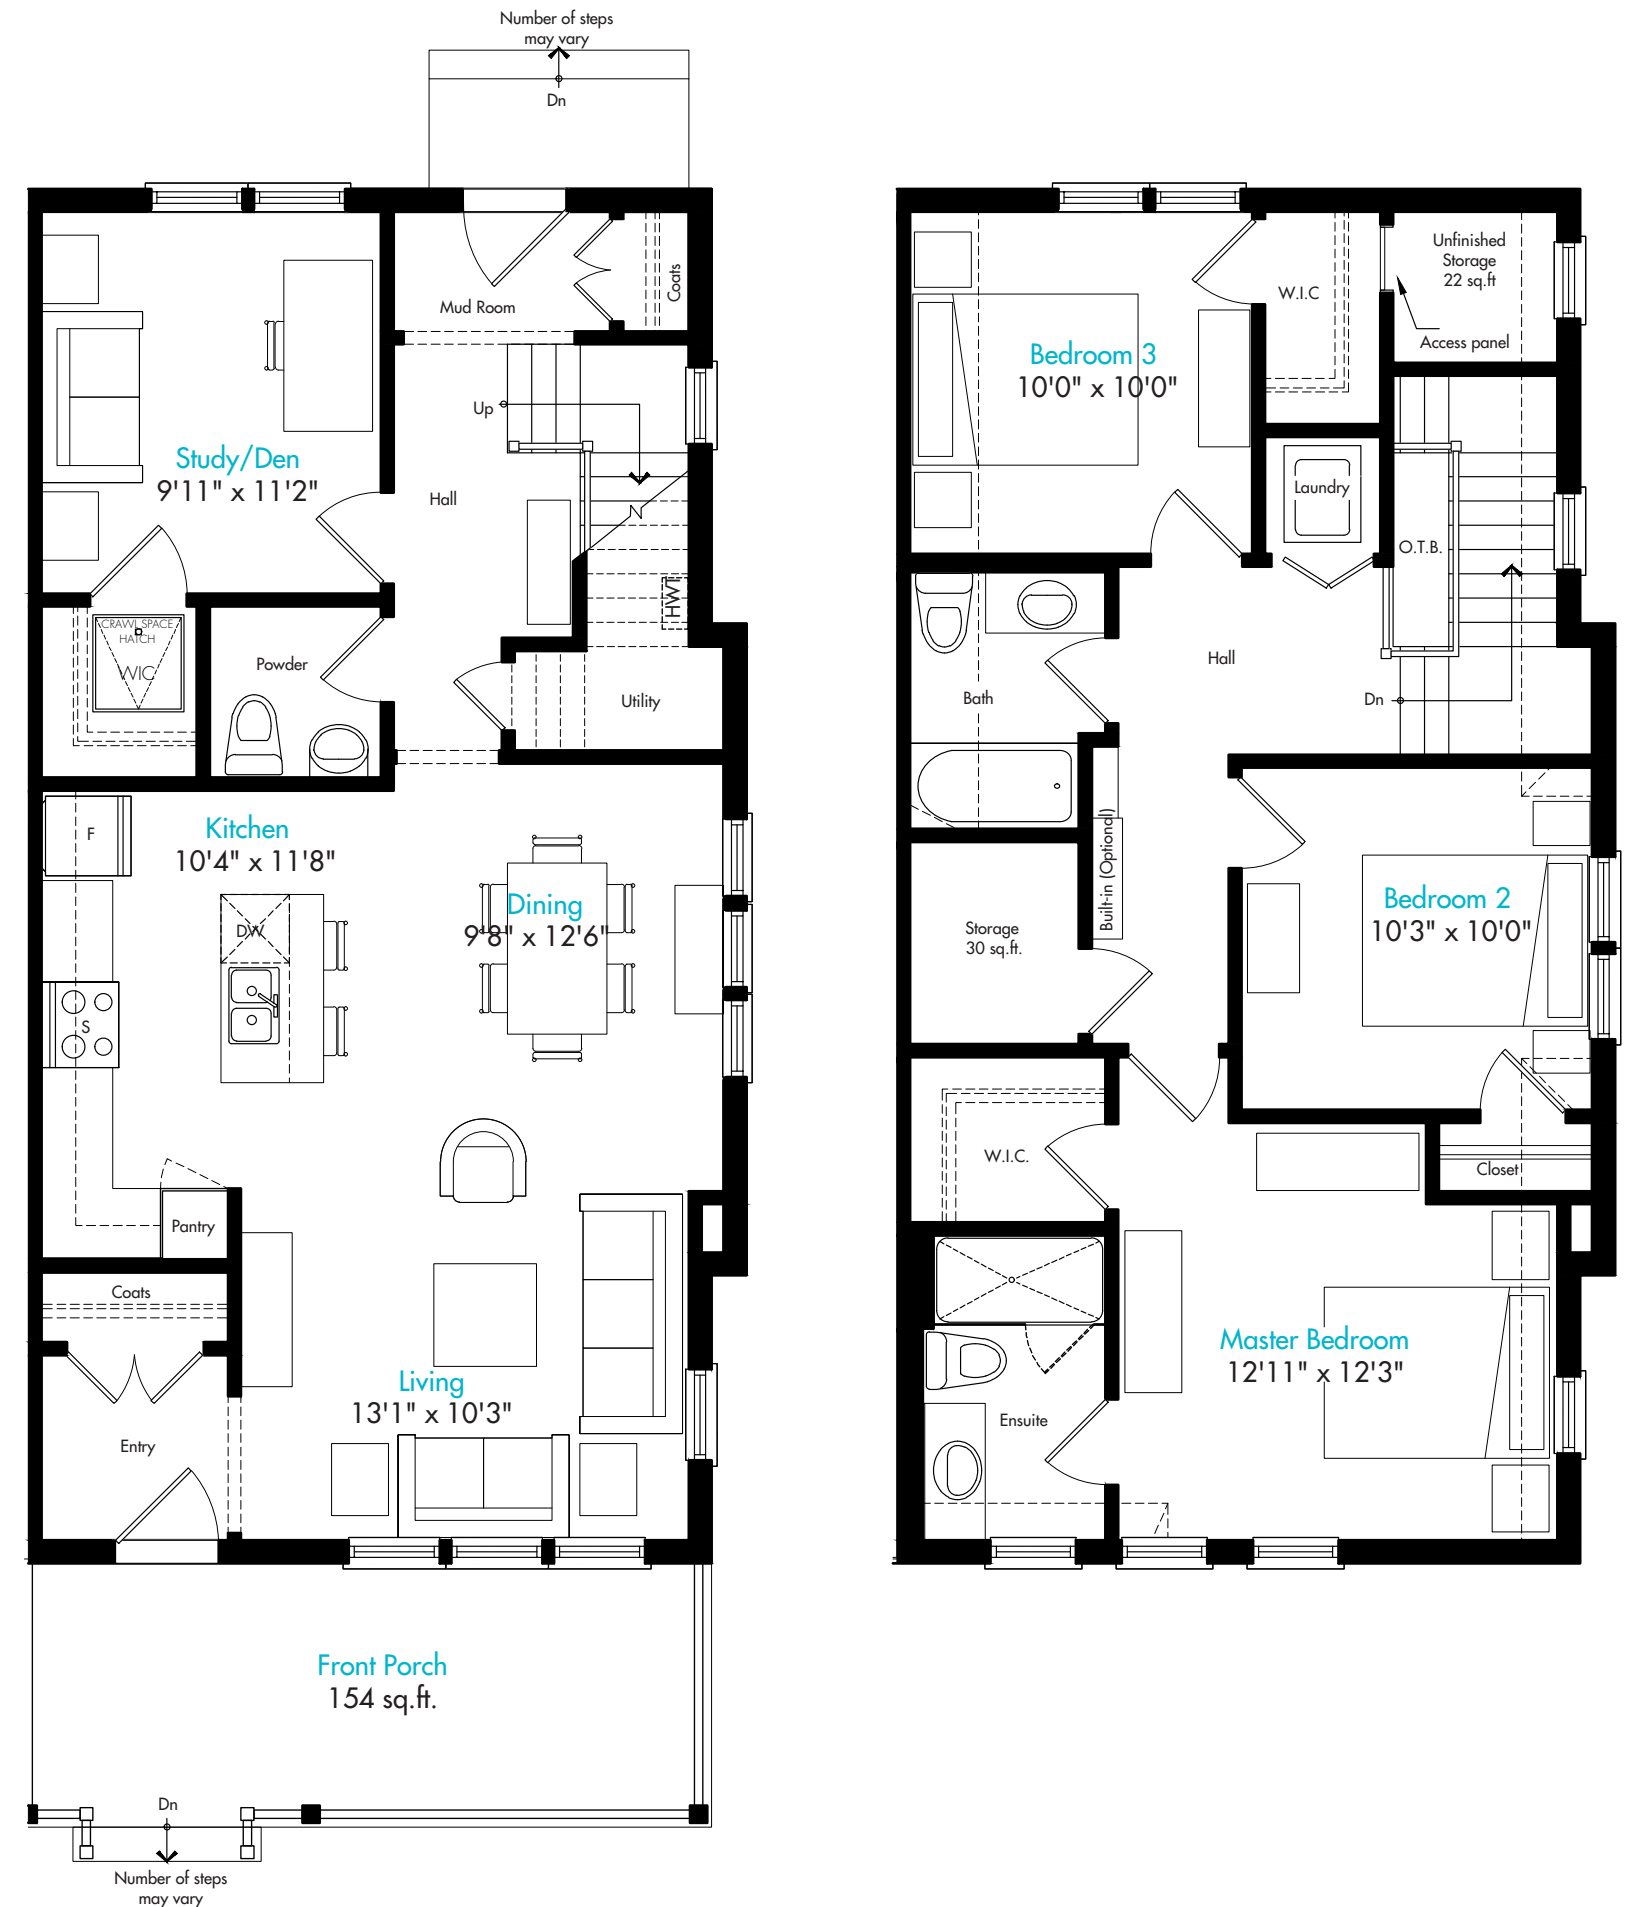 Number of steps
may vary
Dn
Mud Room
Coats
Up
Study/Den
9'11" x 11'2"
Hall
HWT
CRAWL SPACE
HATCH
WIC
Powder
Utility
F
Kitchen
10'4" x 11'8"
DW
Dining
9'8" x 12'6"
S
Pantry
Coats
Living
13'1" x 10'3"
Entry
Front Porch
154 sq.ft.
Dn
Number of steps
may vary
Unfinished
Storage
22 sq.ft
W.I.C
Access panel
Bedroom 3
10'0" x 10'0"
Laundry
O.T.B.
Hall
Bath
Dn
Built-in (Optional)
Storage
30 sq.ft.
Bedroom 2
10'3" x 10'0"
W.I.C.
Closet
Master Bedroom
12'11" x 12'3"
Ensuite